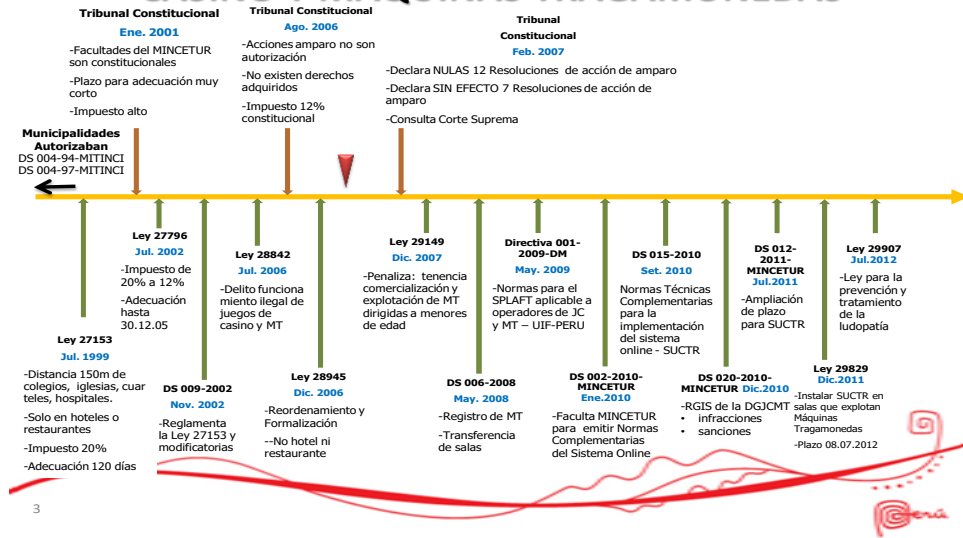 CASINO Y MÁQUINAS TRAGAMONEDAS
Tribunal Constitucional
Ene. 2001
-Facultades del MINCETUR
son constitucionales
-Plazo para adecuación muy
corto
-Impuesto alto
Tribunal Constitucional
Ago. 2006
-Acciones amparo no son
autorización
-No existen derechos
adquiridos
-Impuesto 12%
constitucional
Tribunal
Constitucional
Feb. 2007
-Declara NULAS 12 Resoluciones de acción de amparo
-Declara SIN EFECTO 7 Resoluciones de acción de
amparo
-Consulta Corte Suprema
Municipalidades
Autorizaban
DS 004-94-MITINCI
DS 004-97-MITINCI
Ley 27153
Jul. 1999
-Distancia 150m de
colegios, iglesias, cuar
teles, hospitales.
-Solo en hoteles o
restaurantes
-Impuesto 20%
-Adecuación 120 días
Ley 27796
Jul. 2002
-Impuesto de
20% a 12%
-Adecuación
hasta
30.12.05
DS 009-2002
Nov. 2002
-Reglamenta
la Ley 27153 y
modificatorias
Ley 28842
Jul. 2006
-Delito funciona
miento ilegal de
juegos de
casino y MT
Ley 28945
Dic. 2006
-Reordenamiento y
Formalización
--No hotel ni
restaurante
Ley 29149
Dic. 2007
-Penaliza: tenencia
comercialización y
explotación de MT
dirigidas a menores
de edad
DS 006-2008
May. 2008
-Registro de MT
-Transferencia
de salas
Directiva 001-
2009-DM
May. 2009
-Normas para el
SPLAFT aplicable a
operadores de JC
y MT – UIF-PERU
DS 002-2010-
MINCETUR
Ene.2010
-Faculta MINCETUR
para emitir Normas
Complementarias
del Sistema Online
DS 015-2010
Set. 2010
Normas Técnicas
Complementarias
para la
implementación
del sistema
online - SUCTR
DS 020-2010-
MINCETUR Dic.2010
-RGIS de la DGJCMT
• infracciones
• sanciones
DS 012-
2011-
MINCETUR
Jul.2011
-Ampliación
de plazo
para SUCTR
Ley 29829
Dic.2011
-Instalar SUCTR en
salas que explotan
Máquinas
Tragamonedas
-Plazo 08.07.2012
Ley 29907
Jul.2012
-Ley para la
prevención y
tratamiento
de la
ludopatía
3
Perú